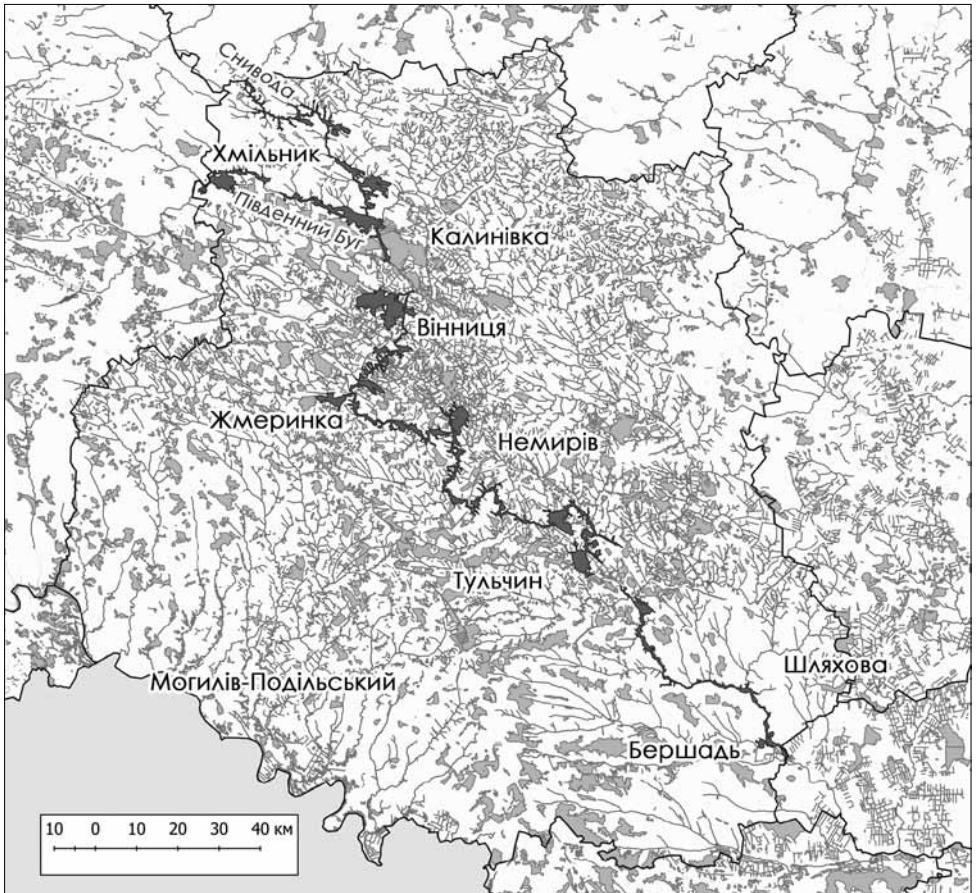 Снивода
Хмільник
Південний Буг
Калинівка
Вінниця
Жмеринка
Немирів
Тульчин
Шляхова
Могилів-Подільський
Бершадь
10 0 10 20 30 40 км